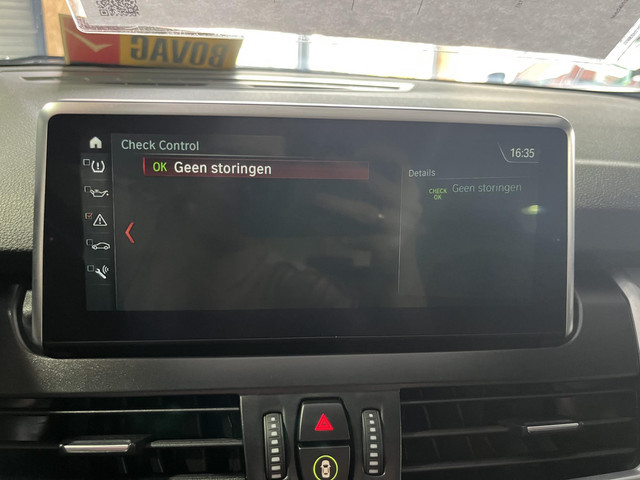 BOVAG
Check Control
16:35
OK Geen storingen
Details
CHECK OK Geen storingen